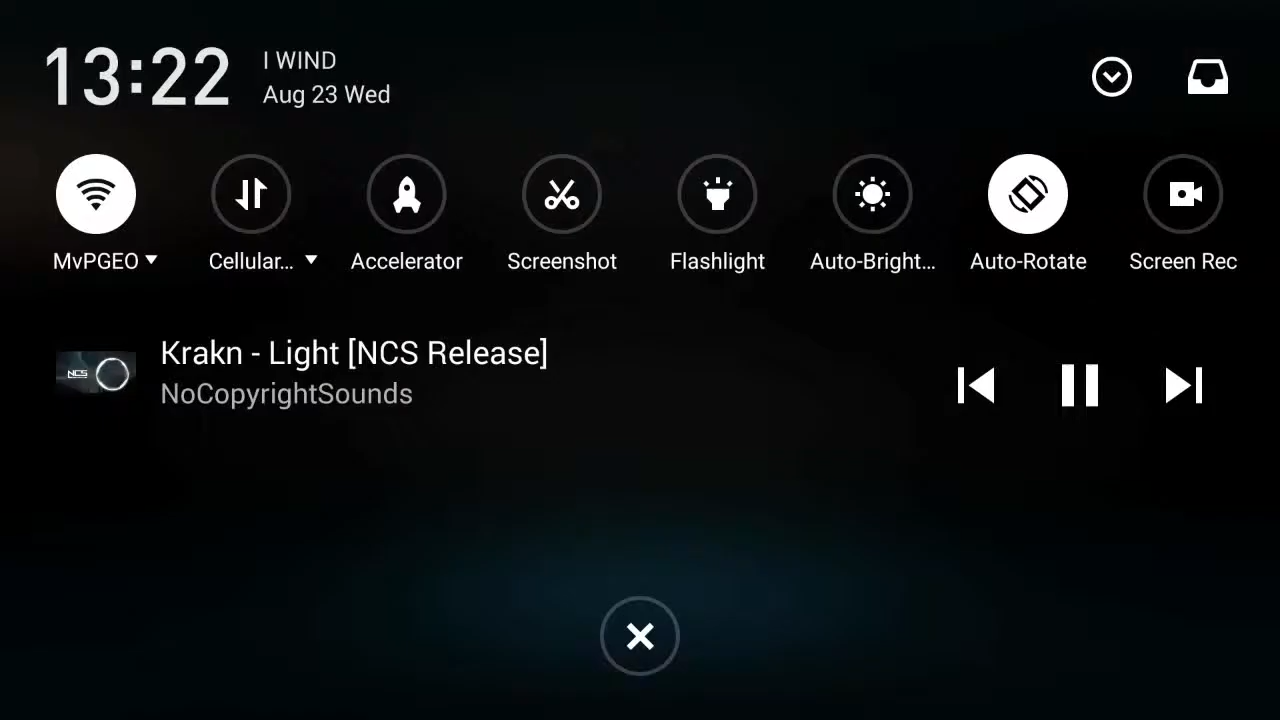 13:22
I WIND
Aug 23 Wed
MvPGEO
Cellular...
Accelerator
Screenshot
Flashlight
Auto-Bright...
Auto-Rotate
Screen Rec
Krakn - Light [NCS Release]
NoCopyrightSounds
NCS